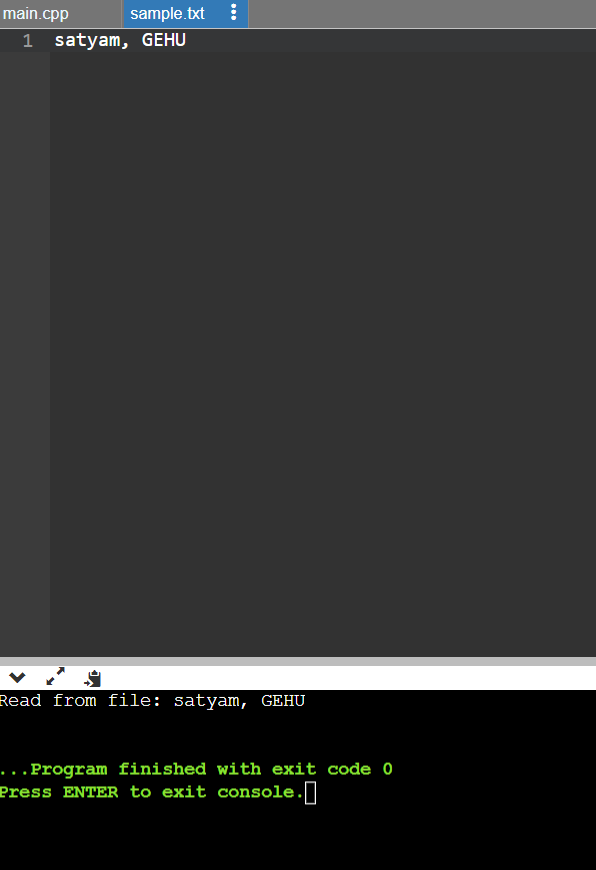 main.cpp sample.txt
1 satyam, GEHU
Read from file: satyam, GEHU
...Program finished with exit code 0
Press ENTER to exit console.